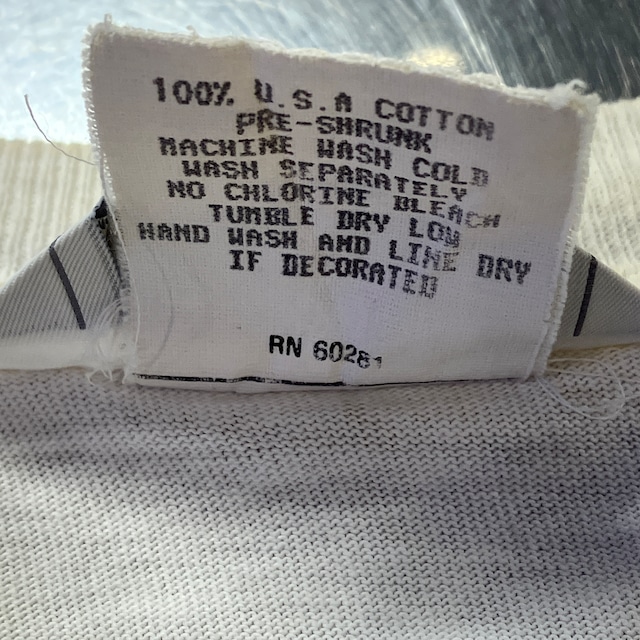 100% U.S.A COTTON
PRE-SHRUNK
MACHINE WASH COLD
WASH SEPARATELY
NO CHLORINE BLEACH
TUMBLE DRY LOW
HAND WASH AND LINE DRY
IF DECORATED
RN 60281